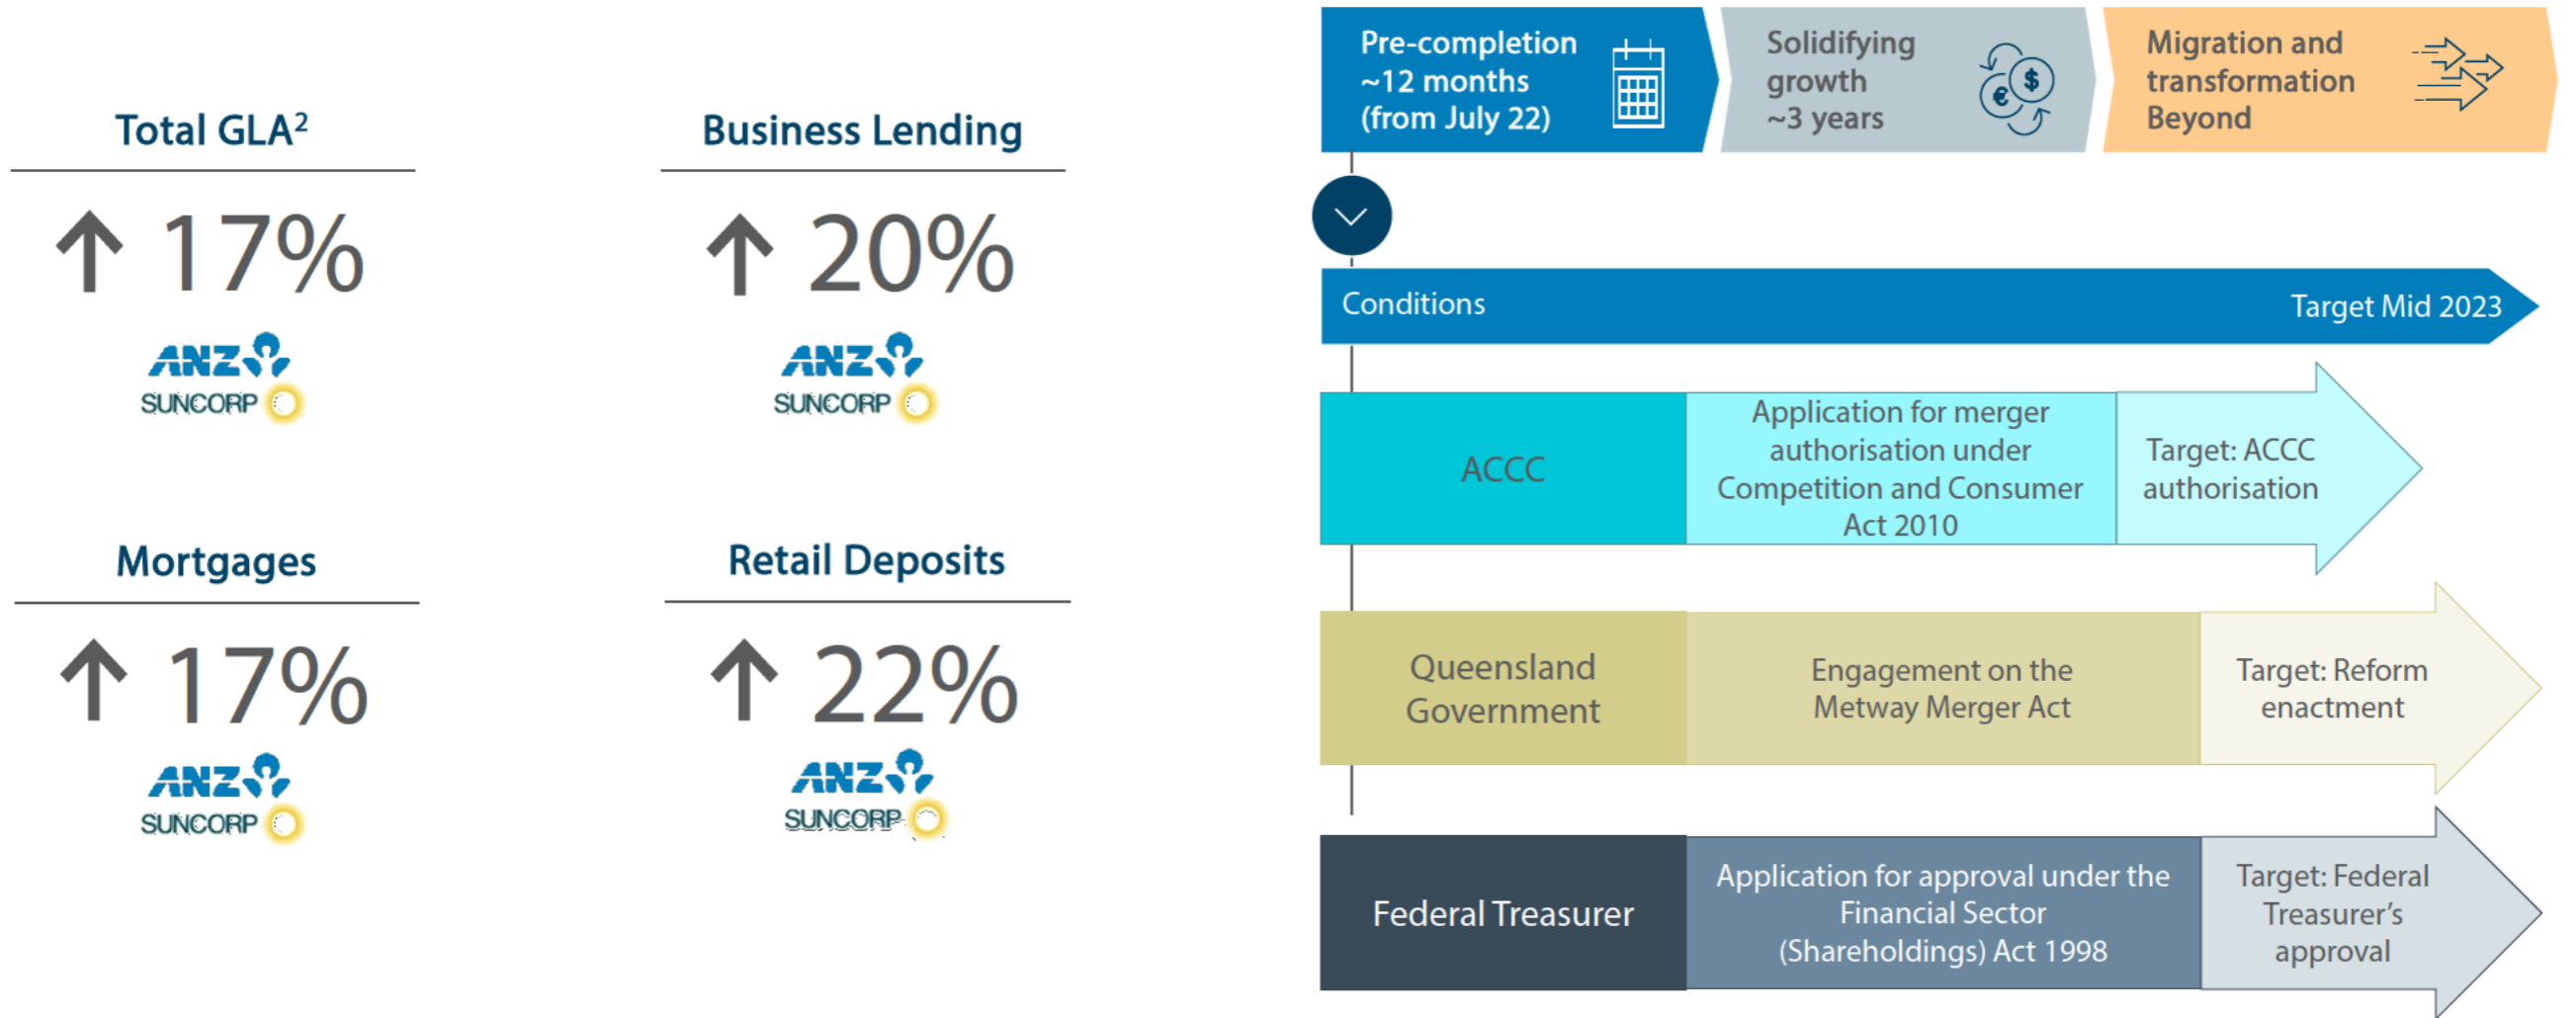 Total GLA²
↑ 17%
ANZ
SUNCORP
Business Lending
↑ 20%
ANZ
SUNCORP
Mortgages
↑ 17%
ANZ
SUNCORP
Retail Deposits
↑ 22%
ANZ
SUNCORP
Pre-completion
~12 months
(from July 22)
Solidifying
growth
~3 years
€ $
Migration and
transformation
Beyond
Conditions
Target Mid 2023
ACCC
Application for merger
authorisation under
Competition and Consumer
Act 2010
Target: ACCC
authorisation
Queensland
Government
Engagement on the
Metway Merger Act
Target: Reform
enactment
Federal Treasurer
Application for approval under the
Financial Sector
(Shareholdings) Act 1998
Target: Federal
Treasurer’s
approval